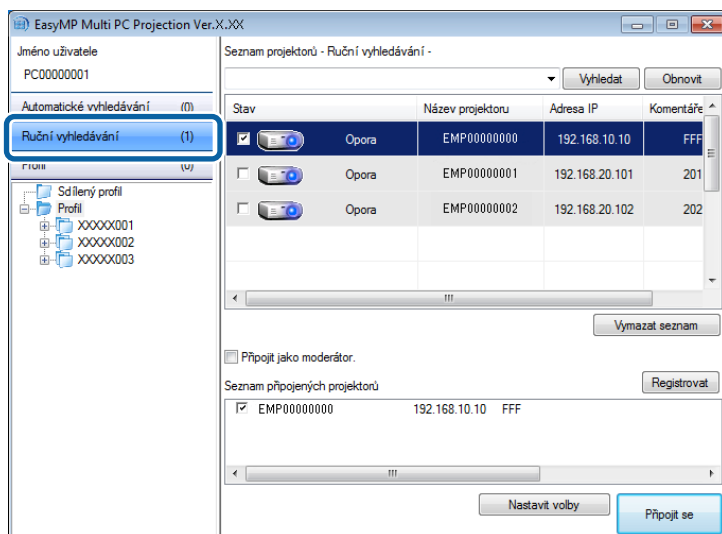 EasyMP Multi PC Projection Ver.X.XX
Jméno uživatele
PC00000001
Automatické vyhledávání (0)
Ruční vyhledávání (1)
Profil (0)
Sdílený profil
Profil
XXXXX001
XXXXX002
XXXXX003
Seznam projektorů - Ruční vyhledávání -
Vyhledat Obnovit
Stav Název projektoru Adresa IP Komentáře
Opora EMP00000000 192.168.10.10 FFF
Opora EMP00000001 192.168.20.101 201
Opora EMP00000002 192.168.20.102 202
Vymazat seznam
Připojit jako moderátor.
Seznam připojených projektorů Registrovat
EMP00000000 192.168.10.10 FFF
Nastavit volby Připojit se